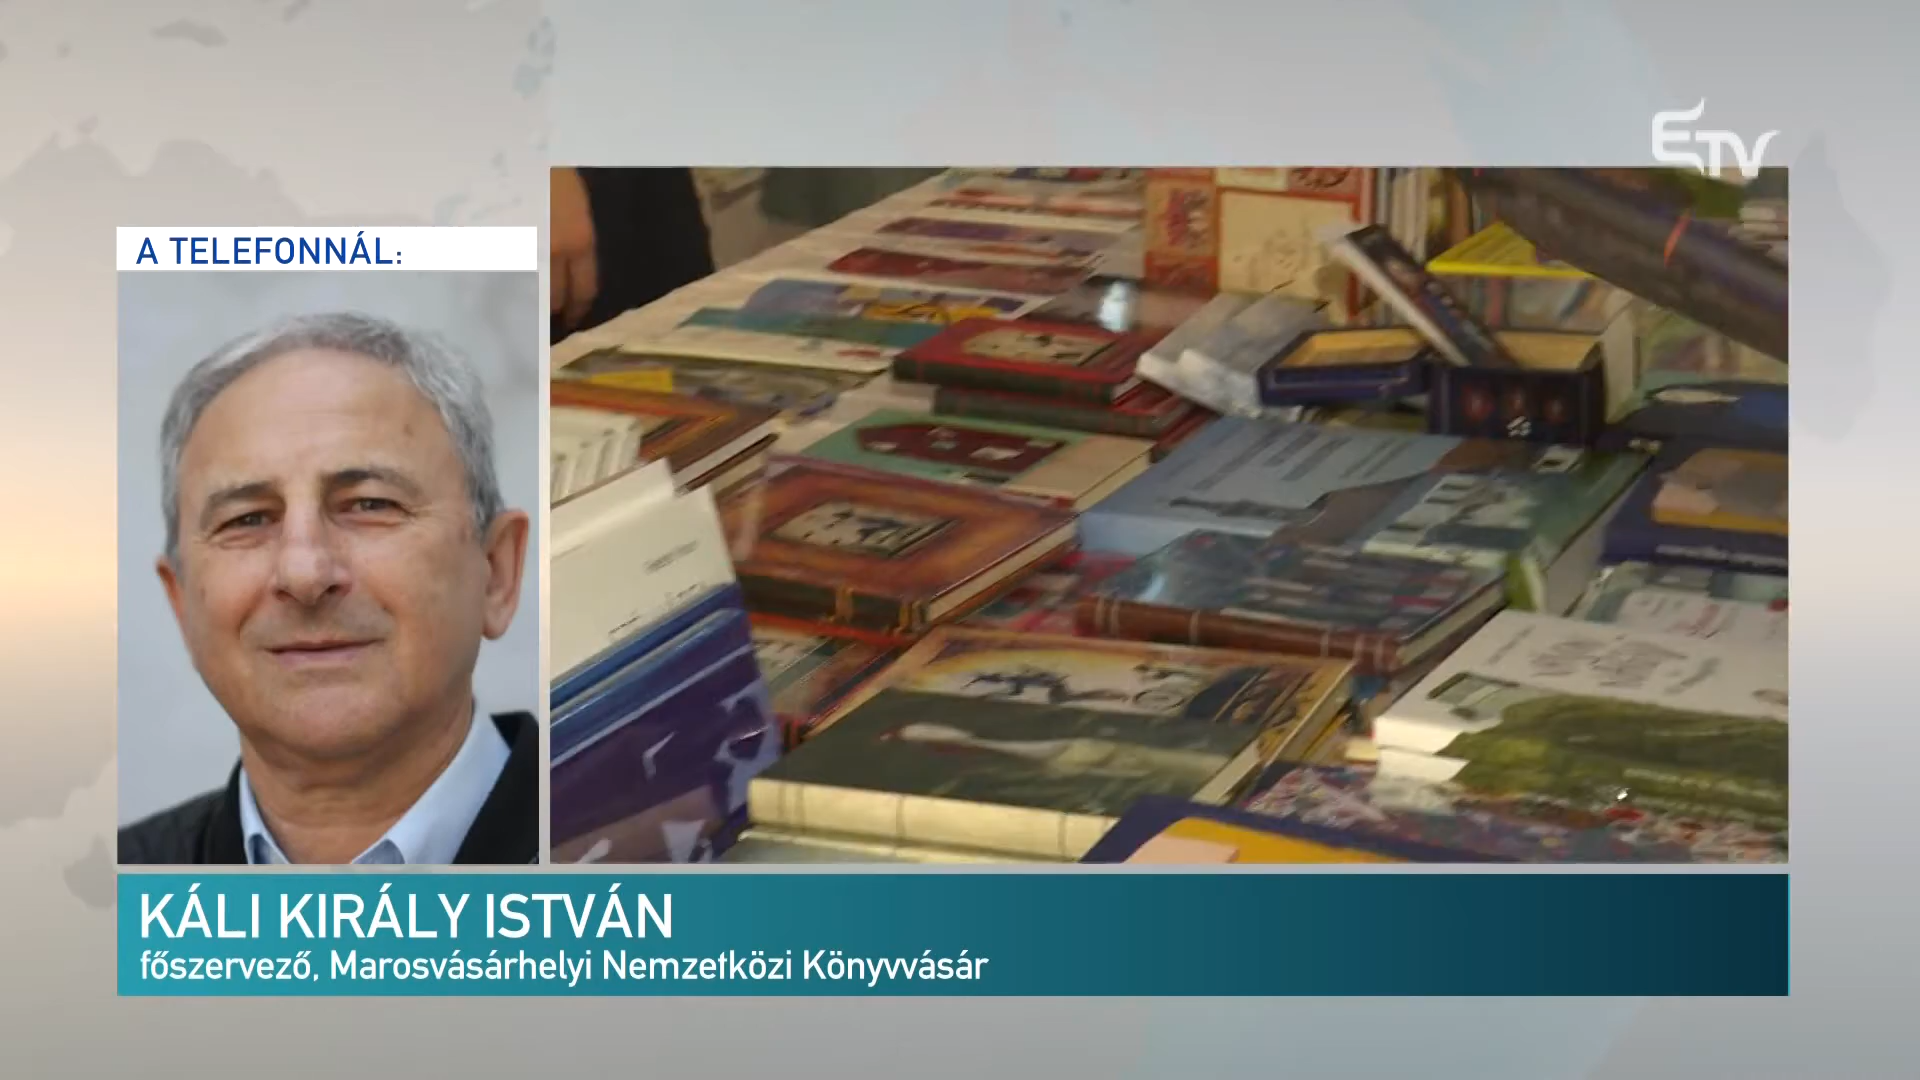 ETV
A TELEFONNÁL:
KÁLI KIRÁLY ISTVÁN
főszervező, Marosvásárhelyi Nemzetközi Könyvvásár